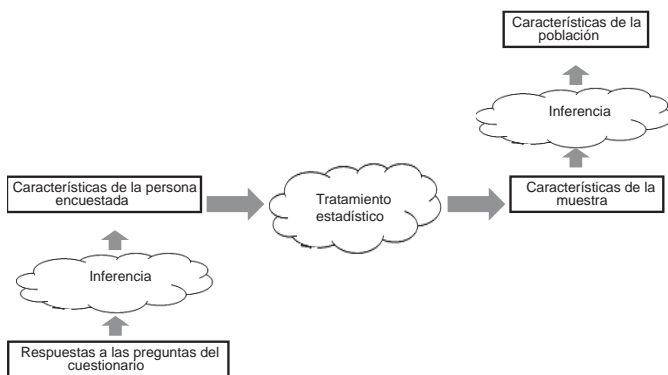 Características de la
población
Inferencia
Características de la persona
encuestada
Tratamiento
estadístico
Características de la
muestra
Inferencia
Respuestas a las preguntas del
cuestionario